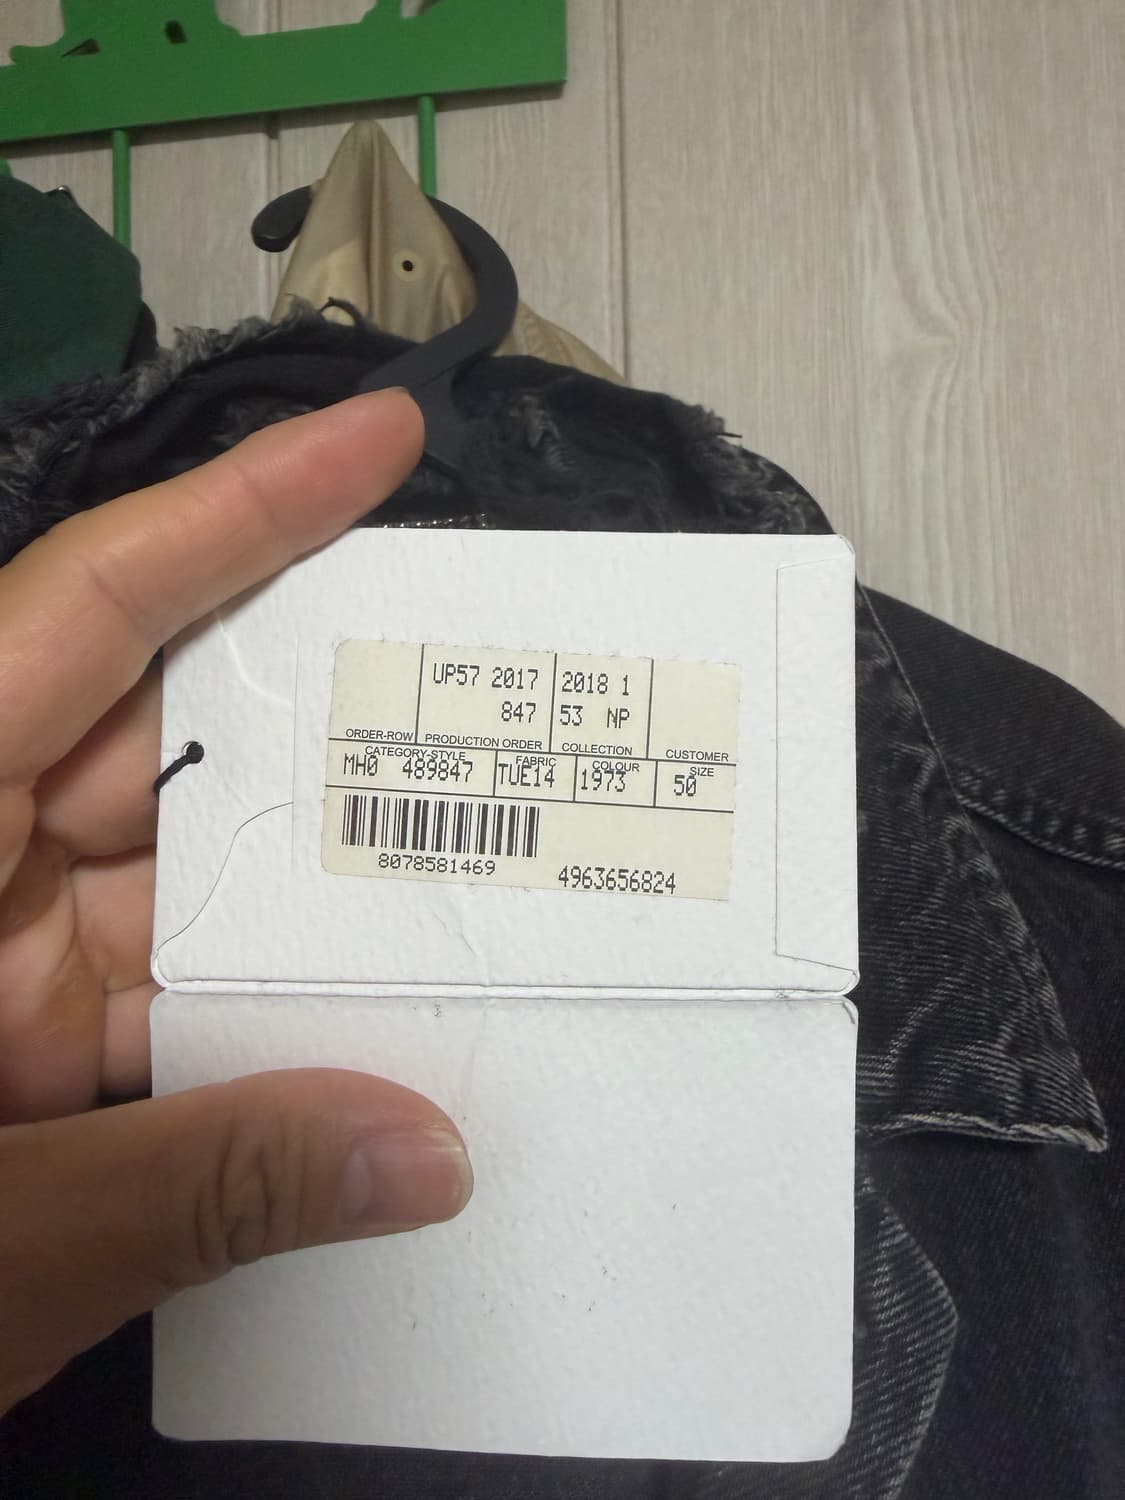 UP57 2017 2018 1
847 53 NP
ORDER-ROW PRODUCTION ORDER COLLECTION CUSTOMER
CATEGORY-STYLE FABRIC COLOUR SIZE
MH0 489847 TUE14 1973 50
8078581469 4963656824